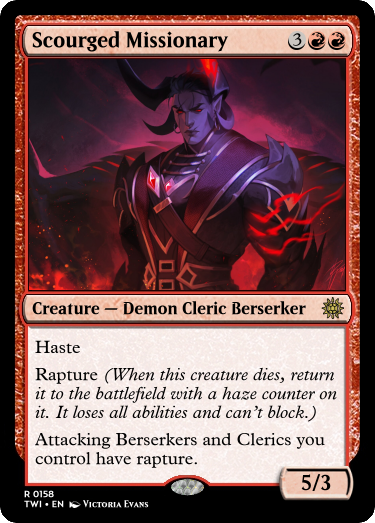 Scourged Missionary 3
Creature — Demon Cleric Berserker
Haste
Rapture (When this creature dies, return
it to the battlefield with a haze counter on
it. It loses all abilities and can't block.)
Attacking Berserkers and Clerics you
control have rapture.
5/3
R 0158
TWI • EN Victoria Evans